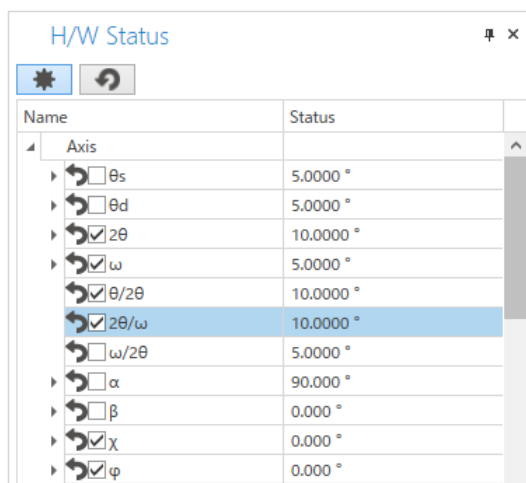 H/W Status
Name Status
Axis
θs 5.0000 °
θd 5.0000 °
2θ 10.0000 °
ω 5.0000 °
θ/2θ 10.0000 °
2θ/ω 10.0000 °
ω/2θ 5.0000 °
α 90.000 °
β 0.000 °
χ 0.000 °
φ 0.000 °